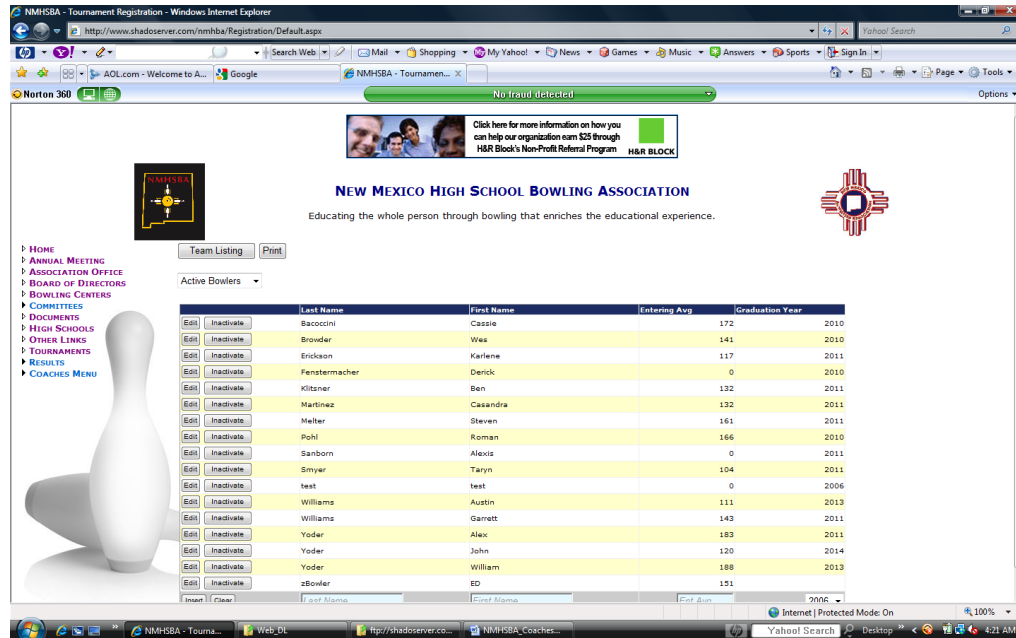 NMHSBA - Tournament Registration - Windows Internet Explorer
http://www.shadoserver.com/nmhba/Registration/Default.aspx Yahoo! Search
Search Web Mail Shopping My Yahoo! News Games Music Answers Sports Sign In
AOL.com - Welcome to A... Google NMHSBA - Tournamen... Page Tools
Norton 360 No fraud detected Options
Click here for more information on how you
can help our organization earn $25 through
H&R Block's Non-Profit Referral Program H&R BLOCK
NMHSBA
New Mexico High School Bowling Association
Educating the whole person through bowling that enriches the educational experience.
Home
Annual Meeting
Association Office
Board of Directors
Bowling Centers
Committees
Documents
High Schools
Other Links
Tournaments
Results
Coaches Menu
Team Listing Print
Active Bowlers
Last Name First Name Entering Avg Graduation Year
Edit Inactivate Bacoccini Cassie 172 2010
Edit Inactivate Browder Wes 141 2010
Edit Inactivate Erickson Karlene 117 2011
Edit Inactivate Fenstermacher Derick 0 2010
Edit Inactivate Klitsner Ben 132 2011
Edit Inactivate Martinez Casandra 132 2011
Edit Inactivate Melter Steven 161 2011
Edit Inactivate Pohl Roman 166 2010
Edit Inactivate Sanborn Alexis 0 2011
Edit Inactivate Smyer Taryn 104 2011
Edit Inactivate test test 0 2006
Edit Inactivate Williams Austin 111 2013
Edit Inactivate Williams Garrett 143 2011
Edit Inactivate Yoder Alex 183 2011
Edit Inactivate Yoder John 120 2014
Edit Inactivate Yoder William 188 2013
Edit Inactivate zBowler ED 151
Insert Clear Last Name First Name Ent Avg 2006
Internet | Protected Mode: On 100%
NMHSBA - Tourna... Web_DL ftp://shadoserver.co... NMHSBA_Coaches... Yahoo! Search Desktop 4:21 AM